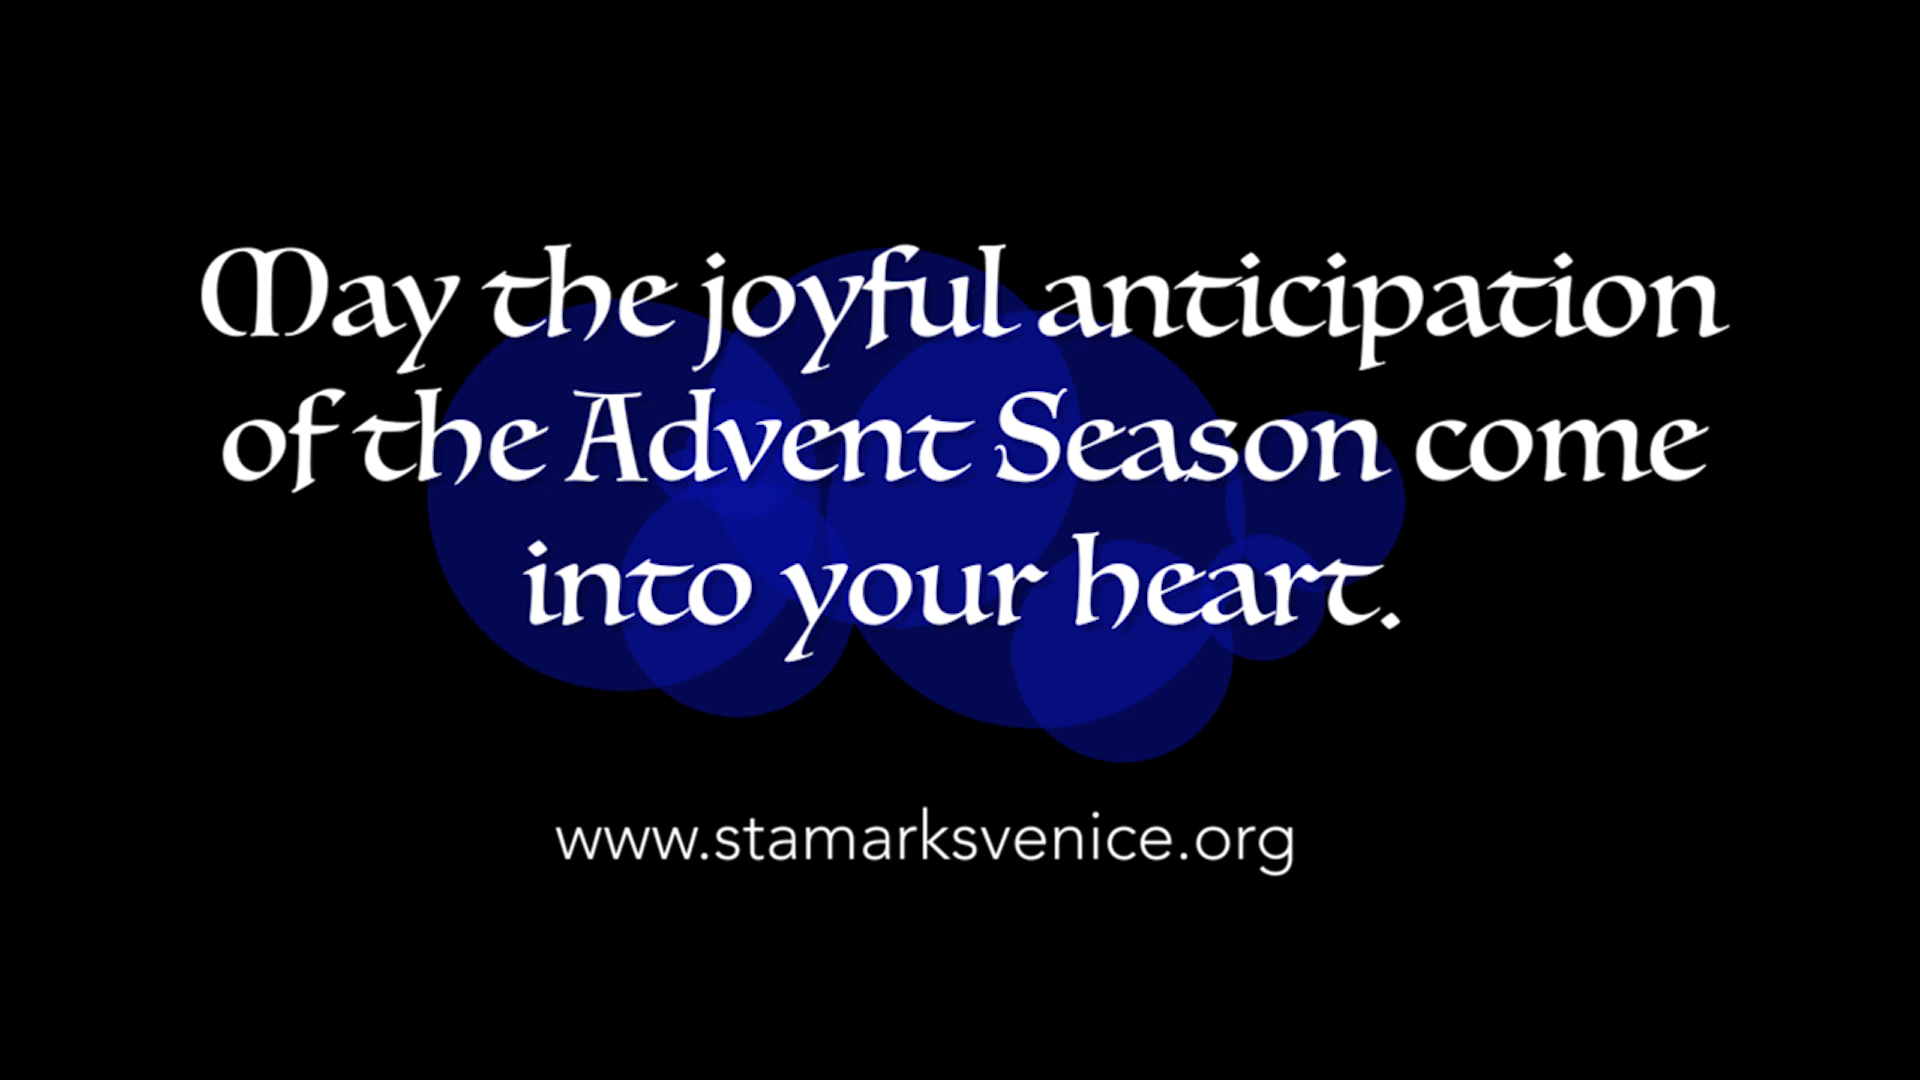 May the joyful anticipation
of the Advent Season come
into your heart.
www.stamarksvenice.org